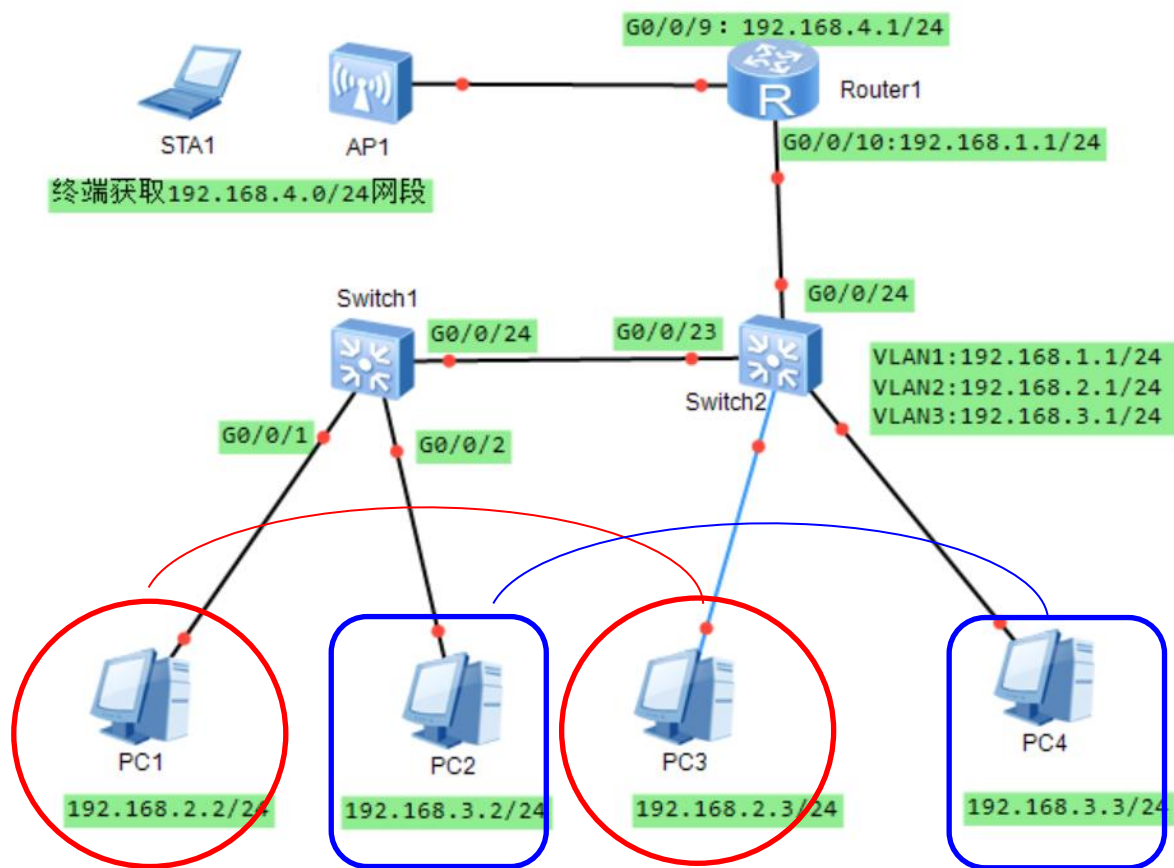 G0/0/9：192.168.4.1/24
Router1
STA1
AP1
G0/0/10:192.168.1.1/24
终端获取192.168.4.0/24网段
G0/0/24
Switch1
G0/0/24
G0/0/23
VLAN1:192.168.1.1/24
VLAN2:192.168.2.1/24
VLAN3:192.168.3.1/24
Switch2
G0/0/1
G0/0/2
PC1
PC2
PC3
PC4
192.168.2.2/24
192.168.3.2/24
192.168.2.3/24
192.168.3.3/24
R